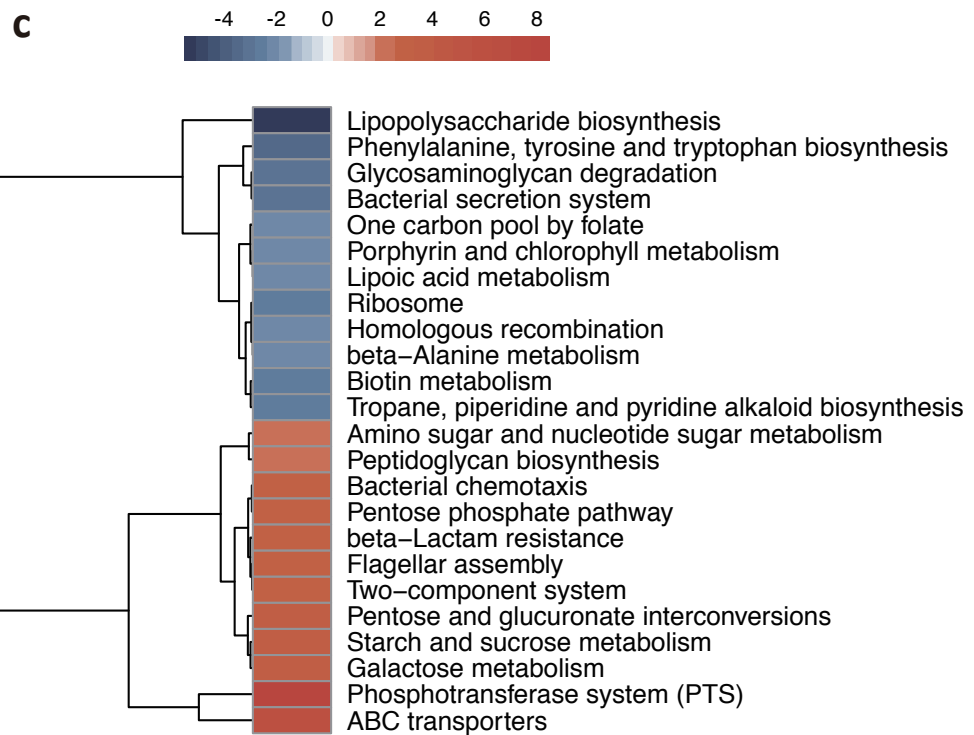 c
-4 -2 0 2 4 6 8
Lipopolysaccharide biosynthesis
Phenylalanine, tyrosine and tryptophan biosynthesis
Glycosaminoglycan degradation
Bacterial secretion system
One carbon pool by folate
Porphyrin and chlorophyll metabolism
Lipoic acid metabolism
Ribosome
Homologous recombination
beta−Alanine metabolism
Biotin metabolism
Tropane, piperidine and pyridine alkaloid biosynthesis
Amino sugar and nucleotide sugar metabolism
Peptidoglycan biosynthesis
Bacterial chemotaxis
Pentose phosphate pathway
beta−Lactam resistance
Flagellar assembly
Two−component system
Pentose and glucuronate interconversions
Starch and sucrose metabolism
Galactose metabolism
Phosphotransferase system (PTS)
ABC transporters